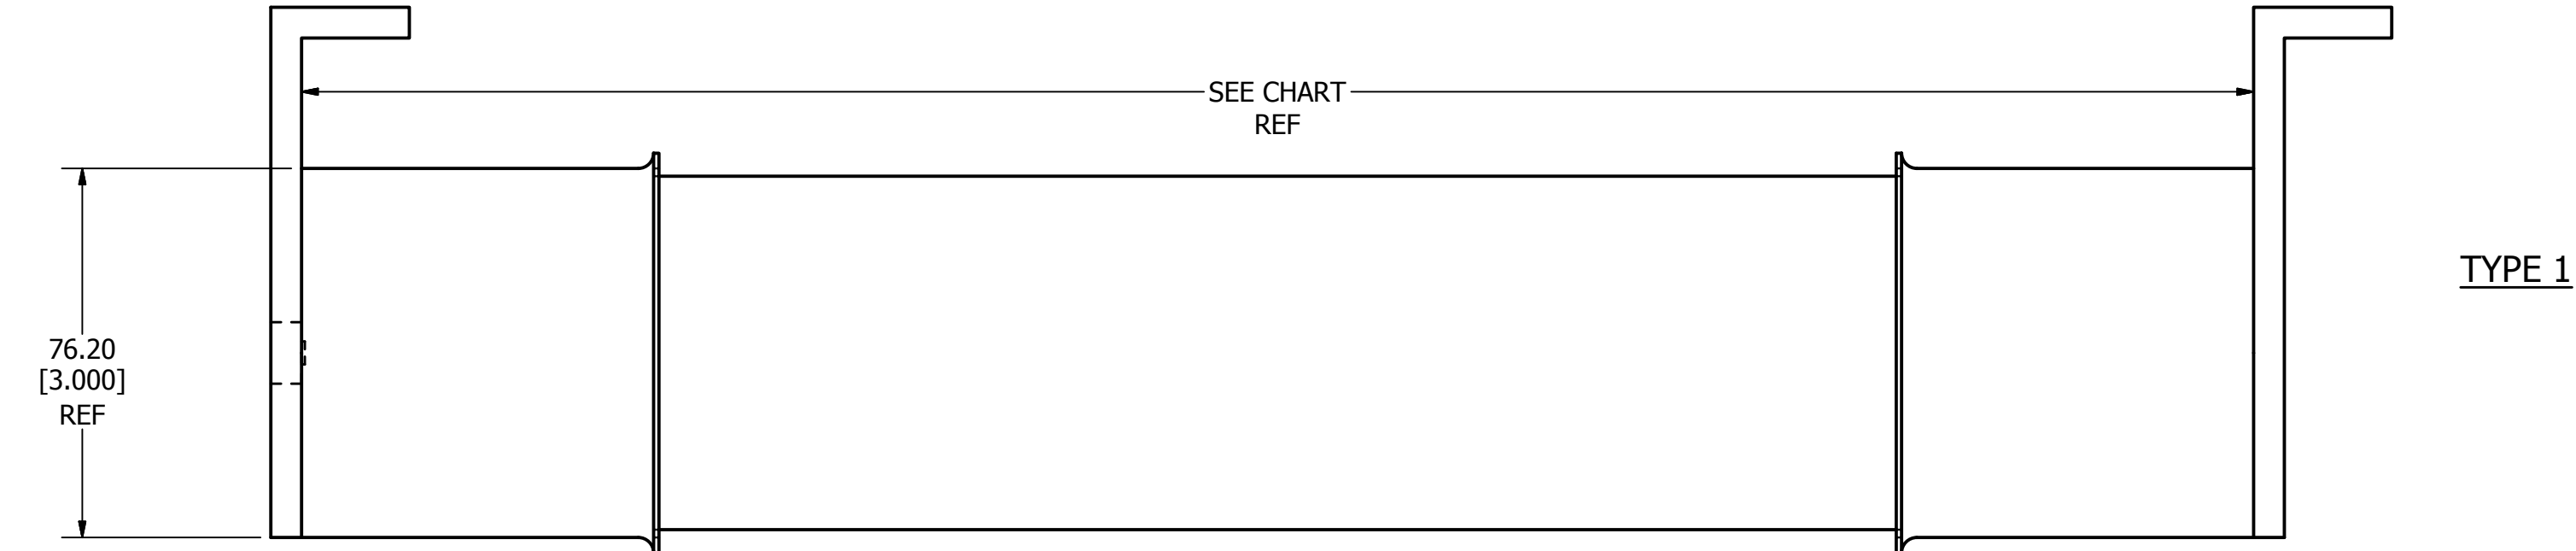 SEE CHART
REF
TYPE 1
76.20
[3.000]
REF